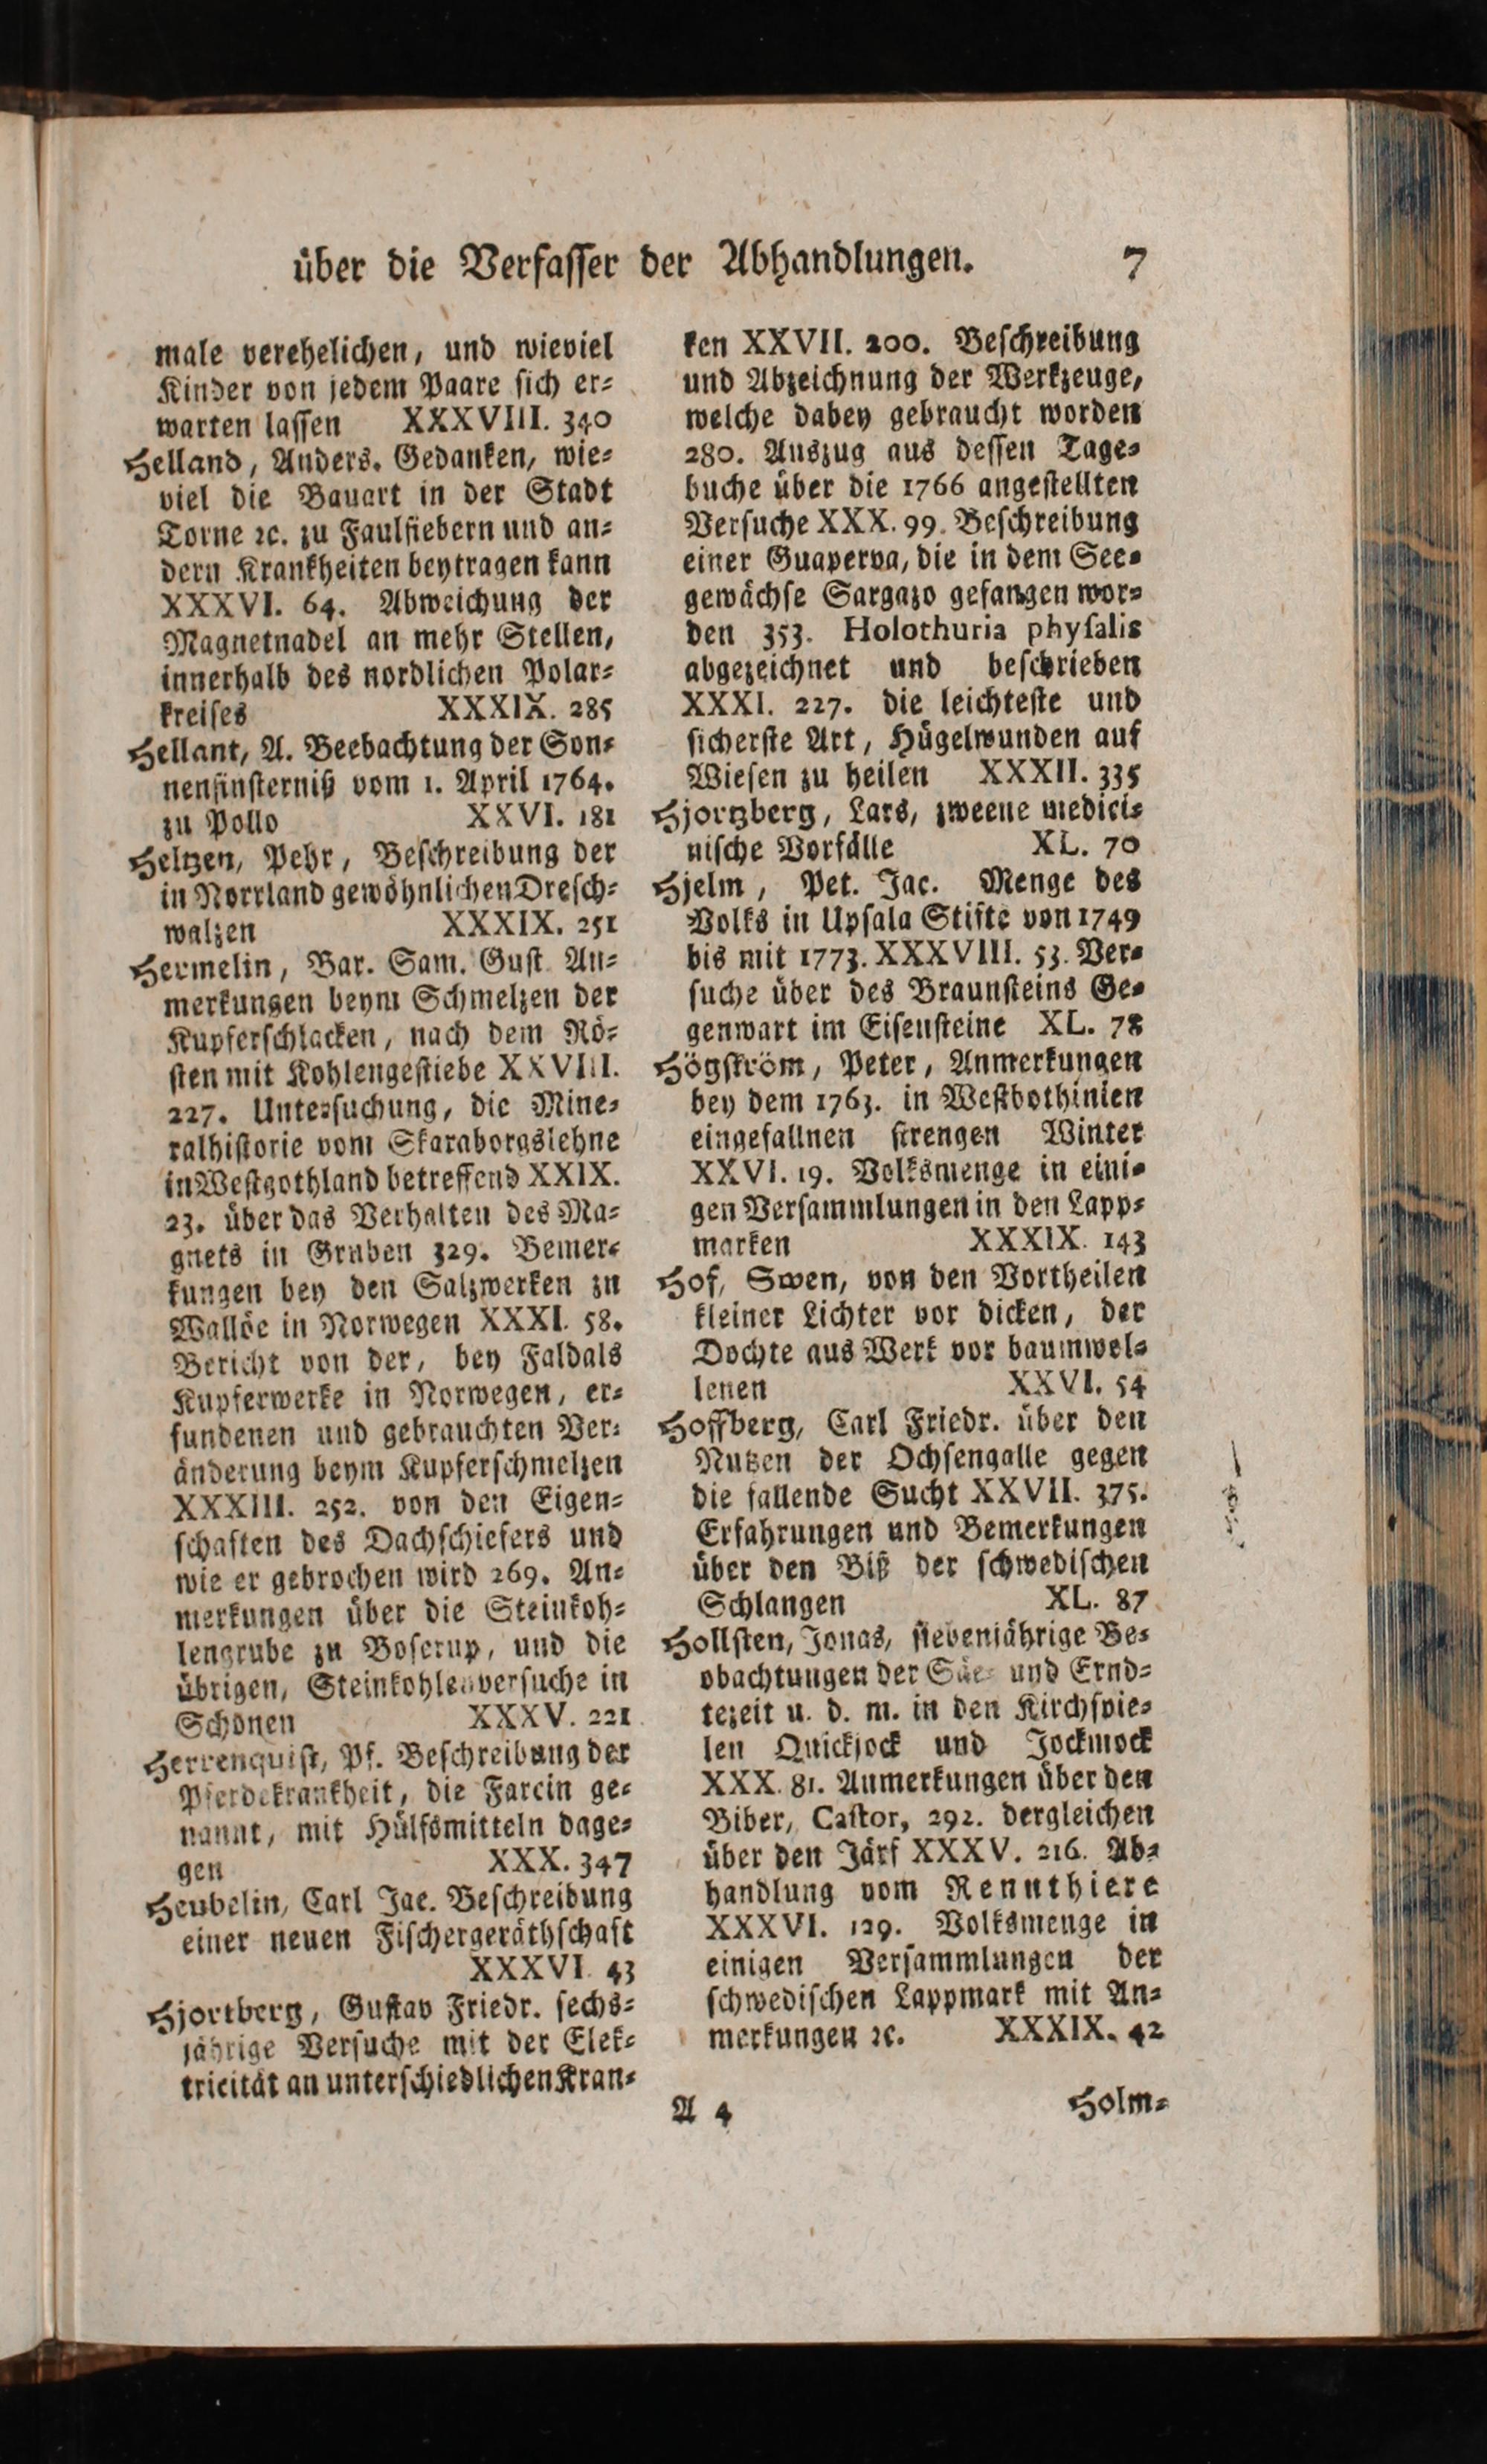 über die Verfaſſer der Abhandlungen. 7
male verehelichen, und wieviel
Kinder von jedem Paare ſich er⸗
warten laſſen XXXVIII. 340
Helland, Anders. Gedanken, wie⸗
viel die Bauart in der Stadt
Torne ꝛc. zu Faulfiebern und an⸗
dern Krankheiten beytragen kann
XXXVI. 64. Abweichung der
Magnetnadel an mehr Stellen,
innerhalb des nordlichen Polar⸗
kreiſes XXXIX. 285
Hellant, A. Beebachtung der Son⸗
nenfinſterniß vom 1. April 1764.
zu Pollo XXVI. 181
Heltzen, Pehr, Beſchreibung der
in Norrland gewöhnlichen Dreſch⸗
walzen XXXIX. 251
Hermelin, Bar. Sam. Guſt. An⸗
merkungen beym Schmelzen der
Kupferſchlacken, nach dem Rö⸗
ſten mit Kohlengeſtiebe XXVIII.
227. Unterſuchung, die Mine⸗
ralhiſtorie vom Skaraborgslehne
in Weſtgothland betreffend XXIX.
23. über das Verhalten des Ma⸗
gnets in Gruben 329. Bemer⸗
kungen bey den Salzwerken zu
Wallöe in Norwegen XXXI. 58.
Bericht von der, bey Faldals
Kupferwerke in Norwegen, er⸗
fundenen und gebrauchten Ver⸗
änderung beym Kupferſchmelzen
XXXIII. 252. von den Eigen⸗
ſchaften des Dachſchiefers und
wie er gebrochen wird 269. An⸗
merkungen über die Steinkoh⸗
lengrube zu Boſerup, und die
übrigen, Steinkohlenverſuche in
Schonen XXXV. 221
Herrenquiſt, Pf. Beſchreibung der
Pferdekrankheit, die Farcin ge⸗
nannt, mit Hülfsmitteln dage⸗
gen XXX. 347
Heubelin, Carl Jac. Beſchreibung
einer neuen Fiſchergeräthſchaft
XXXVI. 43
Hjortberg, Guſtav Friedr. ſechs⸗
jährige Verſuche mit der Elek⸗
tricität an unterſchiedlichen Kran⸗
ken XXVII. 200. Beſchreibung
und Abzeichnung der Werkzeuge,
welche dabey gebraucht worden
280. Auszug aus deſſen Tage⸗
buche über die 1766 angeſtellten
Verſuche XXX. 99. Beſchreibung
einer Guaperva, die in dem See⸗
gewächſe Sargazo gefangen wor⸗
den 353. Holothuria phyſalis
abgezeichnet und beſchrieben
XXXI. 227. die leichteſte und
ſicherſte Art, Hügelwunden auf
Wieſen zu heilen XXXII. 335
Hjortzberg, Lars, zweene medici⸗
niſche Vorfälle XL. 70
Hjelm, Pet. Jac. Menge des
Volks in Upſala Stifte von 1749
bis mit 1773. XXXVIII. 53. Ver⸗
ſuche über des Braunſteins Ge⸗
genwart im Eiſenſteine XL. 78
Högſtröm, Peter, Anmerkungen
bey dem 1763. in Weſtbothinien
eingefallnen ſtrengen Winter
XXVI. 19. Volksmenge in eini⸗
gen Verſammlungen in den Lapp⸗
marken XXXIX. 143
Hof, Swen, von den Vortheilen
kleiner Lichter vor dicken, der
Dochte aus Werk vor baumwol⸗
lenen XXVI. 54
Hoffberg, Carl Friedr. über den
Nutzen der Ochſengalle gegen
die fallende Sucht XXVII. 375.
Erfahrungen und Bemerkungen
über den Biß der ſchwediſchen
Schlangen XL. 87
Hollſten, Jonas, ſiebenjährige Be⸗
obachtungen der Säe⸗ und Ernd⸗
tezeit u. d. m. in den Kirchſpie⸗
len Quickjock und Jockmock
XXX. 81. Anmerkungen über den
Biber, Caſtor, 292. dergleichen
über den Järf XXXV. 216. Ab⸗
handlung vom Rennthiere
XXXVI. 129. Volksmenge in
einigen Verſammlungen der
ſchwediſchen Lappmark mit An⸗
merkungen ꝛc. XXXIX. 42
A 4 Holm⸗